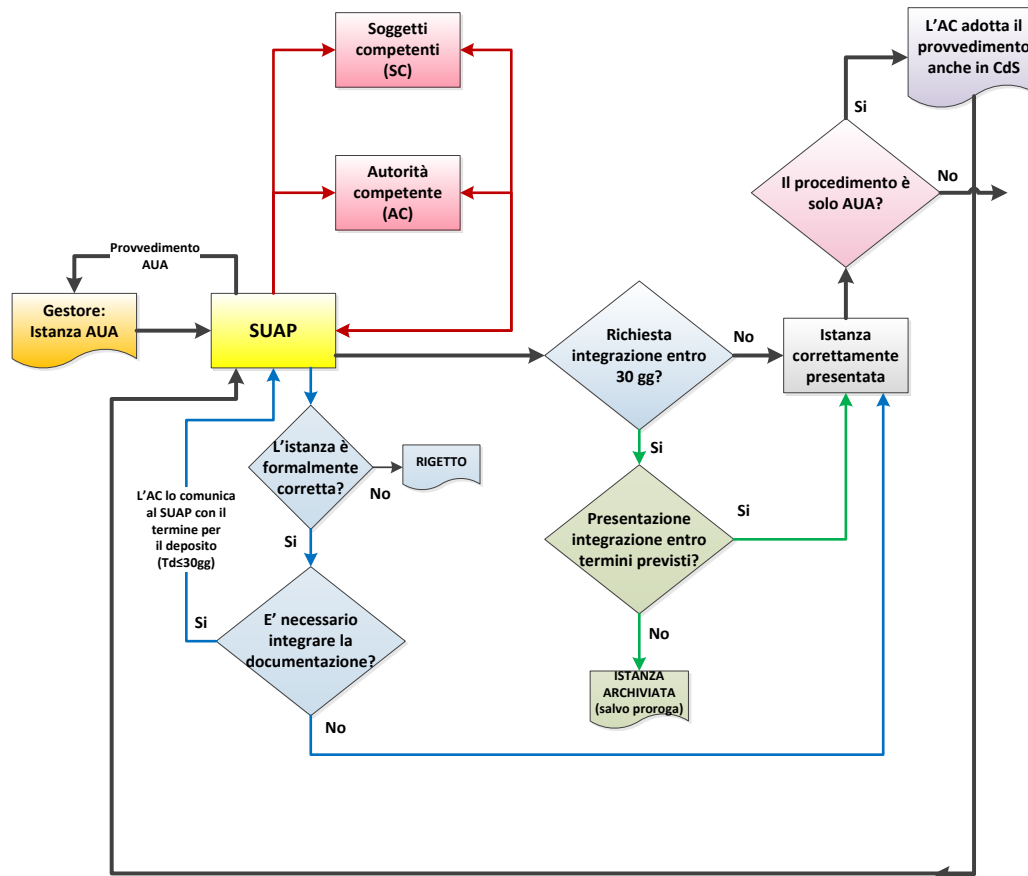 Soggetti
competenti
(SC)
L'AC adotta il
provvedimento
anche in CdS
Si
Autorità
competente
(AC)
Il procedimento è
solo AUA?
No
Provvedimento
AUA
Gestore:
Istanza AUA
SUAP
Richiesta
integrazione entro
30 gg?
No
Istanza
correttamente
presentata
L'istanza è
formalmente
corretta?
No
RIGETTO
Si
Si
L'AC lo comunica
al SUAP con il
termine per
il deposito
(Td≤30gg)
Presentazione
integrazione entro
termini previsti?
Si
E' necessario
integrare la
documentazione?
Si
No
No
ISTANZA
ARCHIVIATA
(salvo proroga)